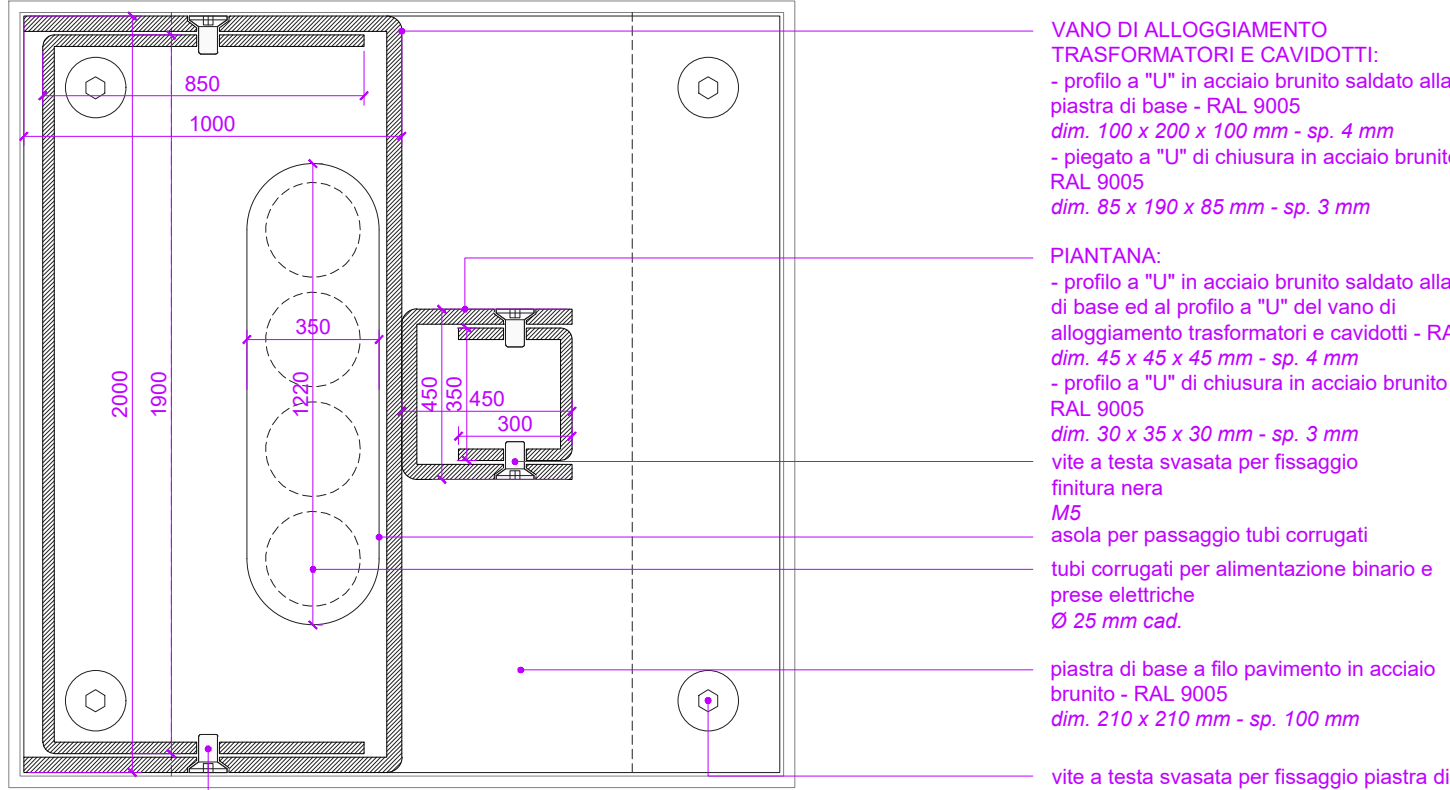 VANO DI ALLOGGIAMENTO
TRASFORMATORI E CAVIDOTTI:
- profilo a "U" in acciaio brunito saldato alla
piastra di base - RAL 9005
dim. 100 x 200 x 100 mm - sp. 4 mm
- piegato a "U" di chiusura in acciaio brunito
RAL 9005
dim. 85 x 190 x 85 mm - sp. 3 mm
PIANTANA:
- profilo a "U" in acciaio brunito saldato alla
di base ed al profilo a "U" del vano di
alloggiamento trasformatori e cavidotti - RA
dim. 45 x 45 x 45 mm - sp. 4 mm
- profilo a "U" di chiusura in acciaio brunito
RAL 9005
dim. 30 x 35 x 30 mm - sp. 3 mm
vite a testa svasata per fissaggio
finitura nera
M5
asola per passaggio tubi corrugati
tubi corrugati per alimentazione binario e
prese elettriche
Ø 25 mm cad.
piastra di base a filo pavimento in acciaio
brunito - RAL 9005
dim. 210 x 210 mm - sp. 100 mm
vite a testa svasata per fissaggio piastra di
850
1000
350
2000
1900
1220
450
350
450
300